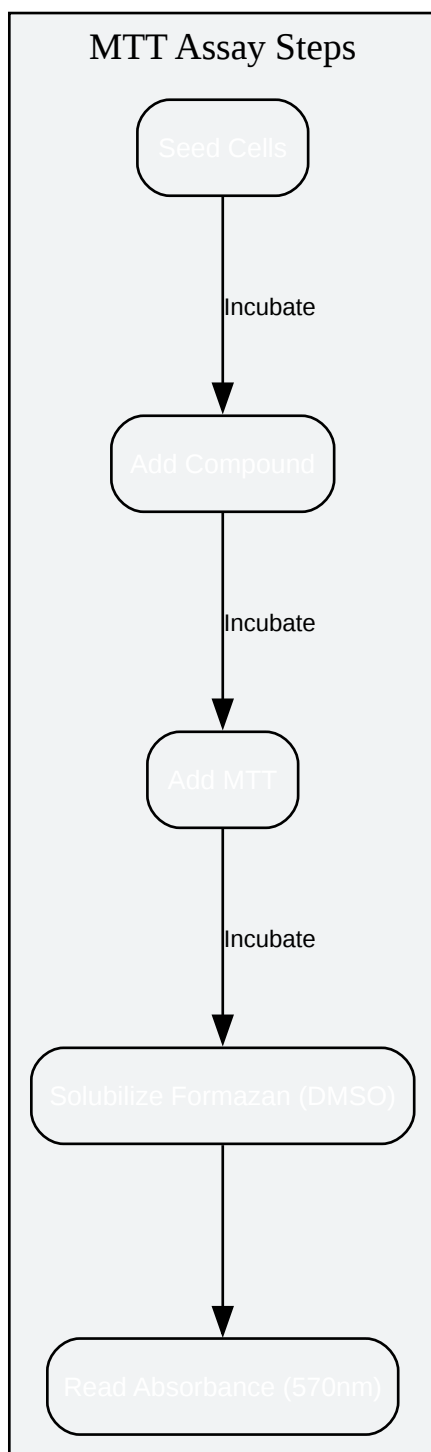 MTT Assay Steps
Seed Cells
Incubate
Add Compound
Incubate
Add MTT
Incubate
Solubilize Formazan (DMSO)
Read Absorbance (570nm)